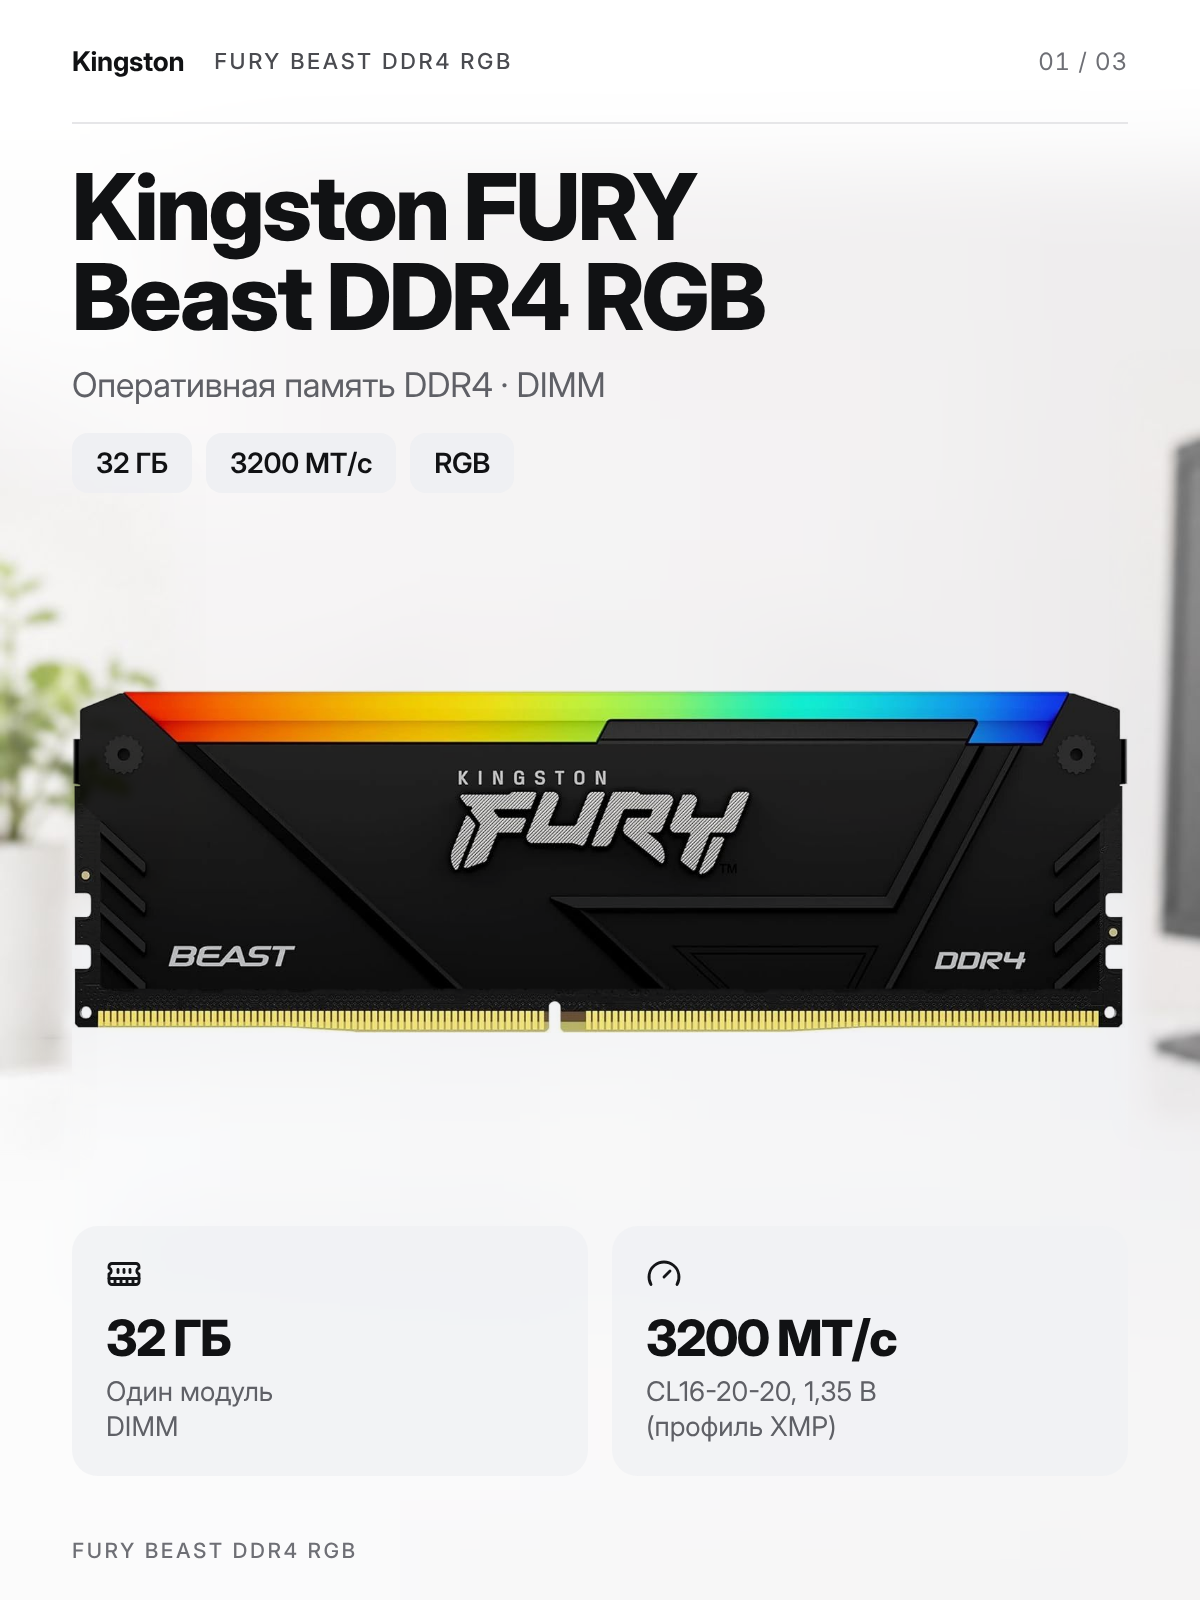 Kingston FURY BEAST DDR4 RGB 01 / 03
Kingston FURY
Beast DDR4 RGB
Оперативная память DDR4 · DIMM
32 ГБ 3200 МТ/с RGB
KINGSTON
FURY TM
BEAST DDR4
32 ГБ
Один модуль
DIMM
3200 МТ/с
CL16-20-20, 1,35 В
(профиль XMP)
FURY BEAST DDR4 RGB